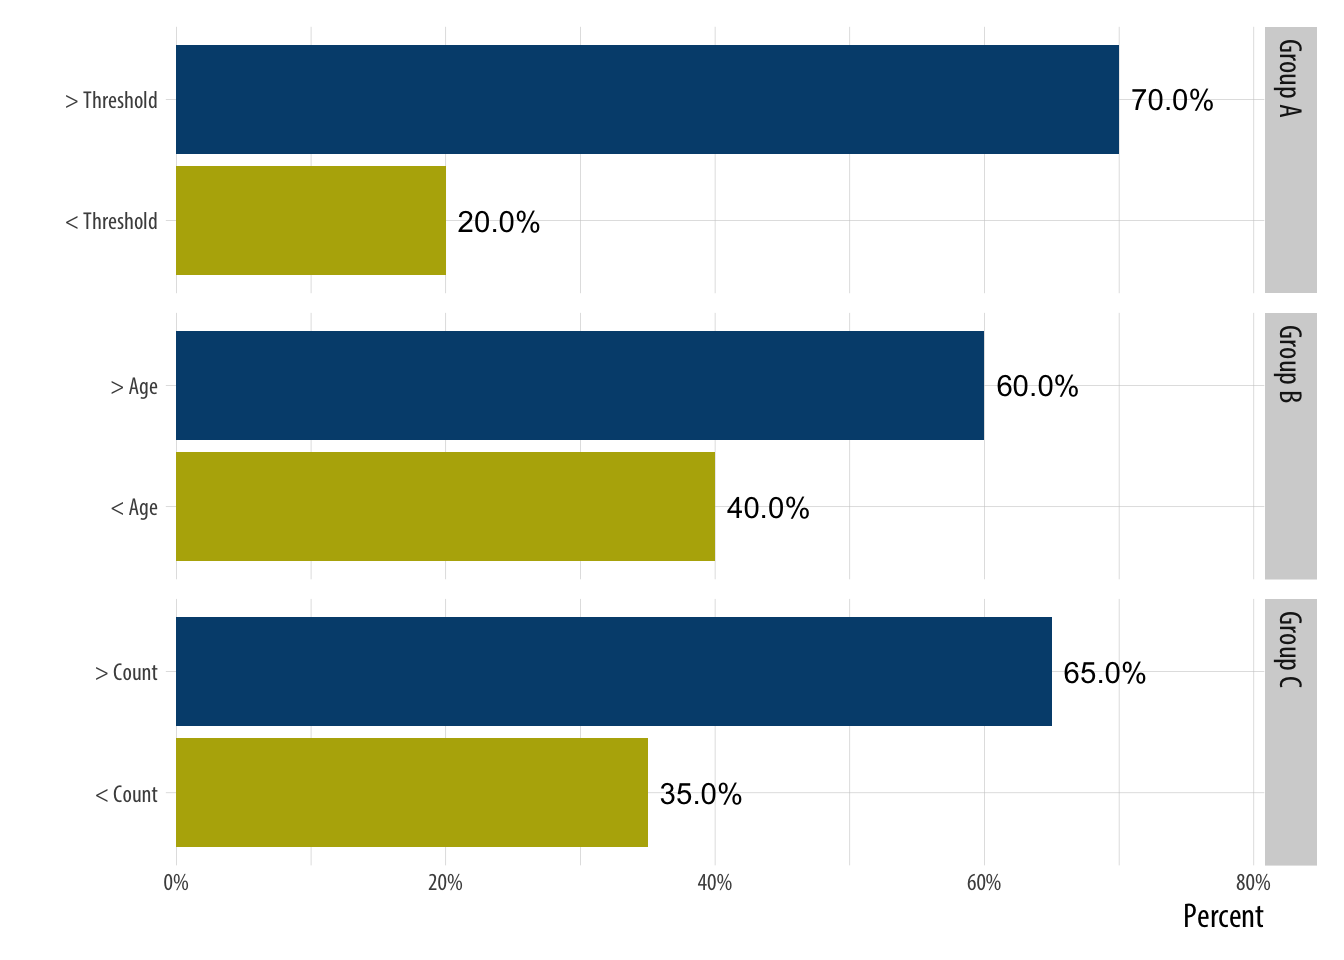 > Threshold
70.0%
Group A
< Threshold
20.0%
> Age
60.0%
Group B
< Age
40.0%
> Count
65.0%
Group C
< Count
35.0%
0% 20% 40% 60% 80%
Percent